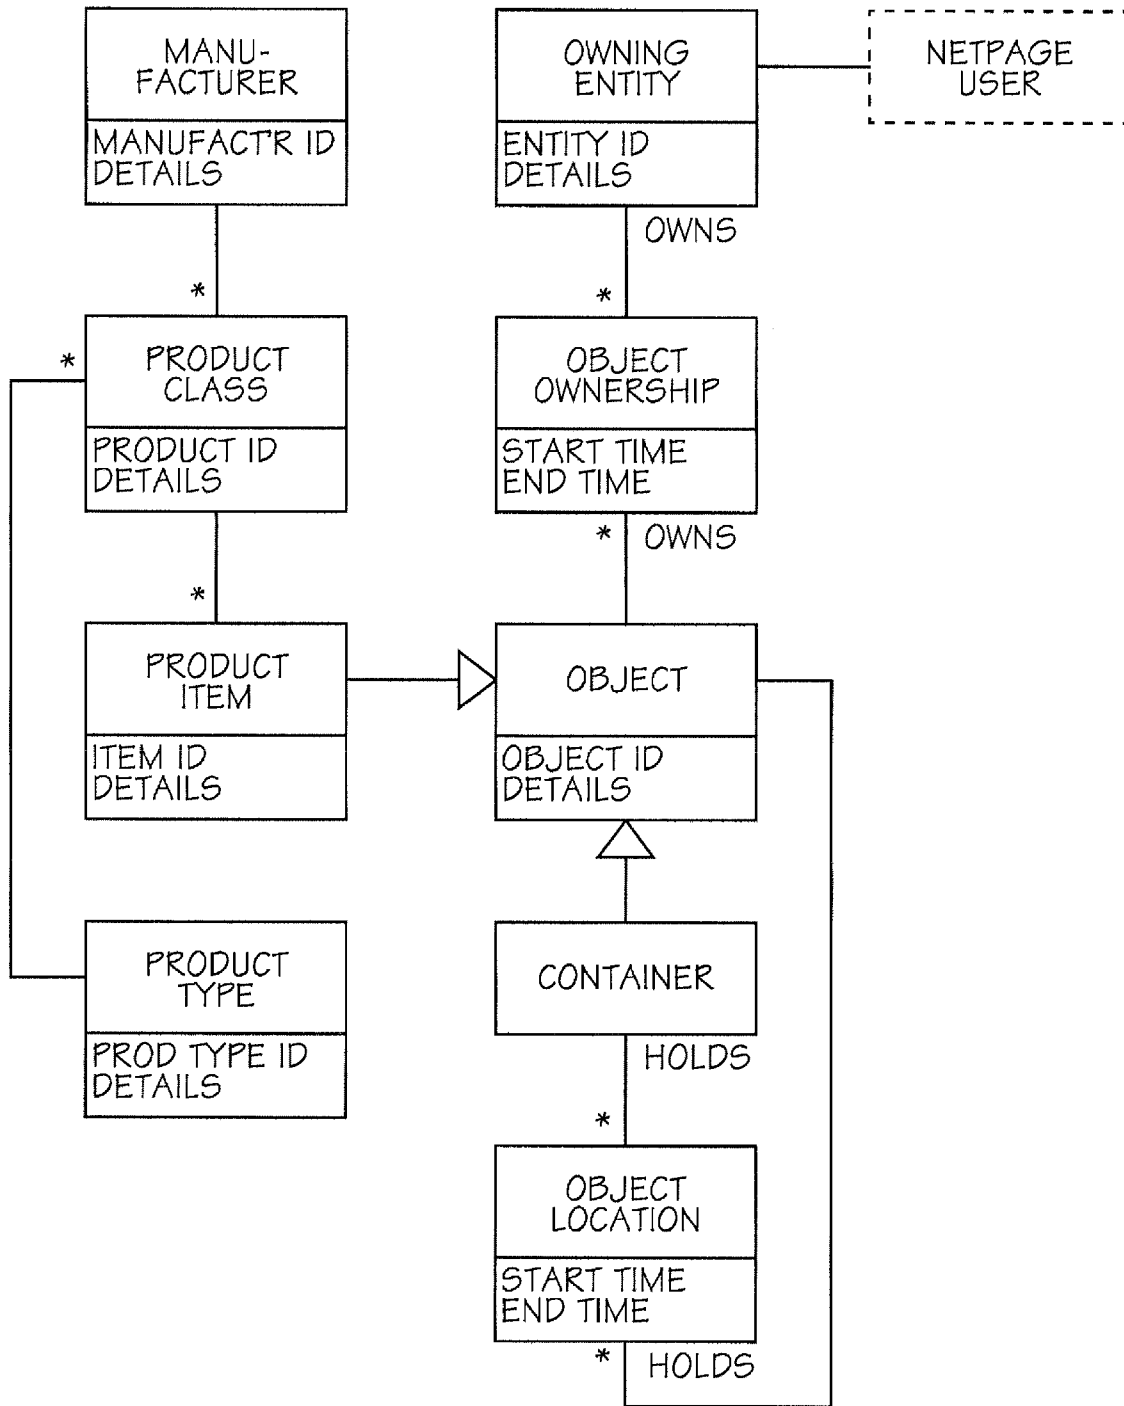 MANU-
FACTURER
MANUFACT'R ID
DETAILS
OWNING
ENTITY
ENTITY ID
DETAILS
NETPAGE
USER
OWNS
*
*
*
PRODUCT
CLASS
PRODUCT ID
DETAILS
OBJECT
OWNERSHIP
START TIME
END TIME
* OWNS
*
PRODUCT
ITEM
ITEM ID
DETAILS
OBJECT
OBJECT ID
DETAILS
PRODUCT
TYPE
PROD TYPE ID
DETAILS
CONTAINER
HOLDS
*
OBJECT
LOCATION
START TIME
END TIME
* HOLDS